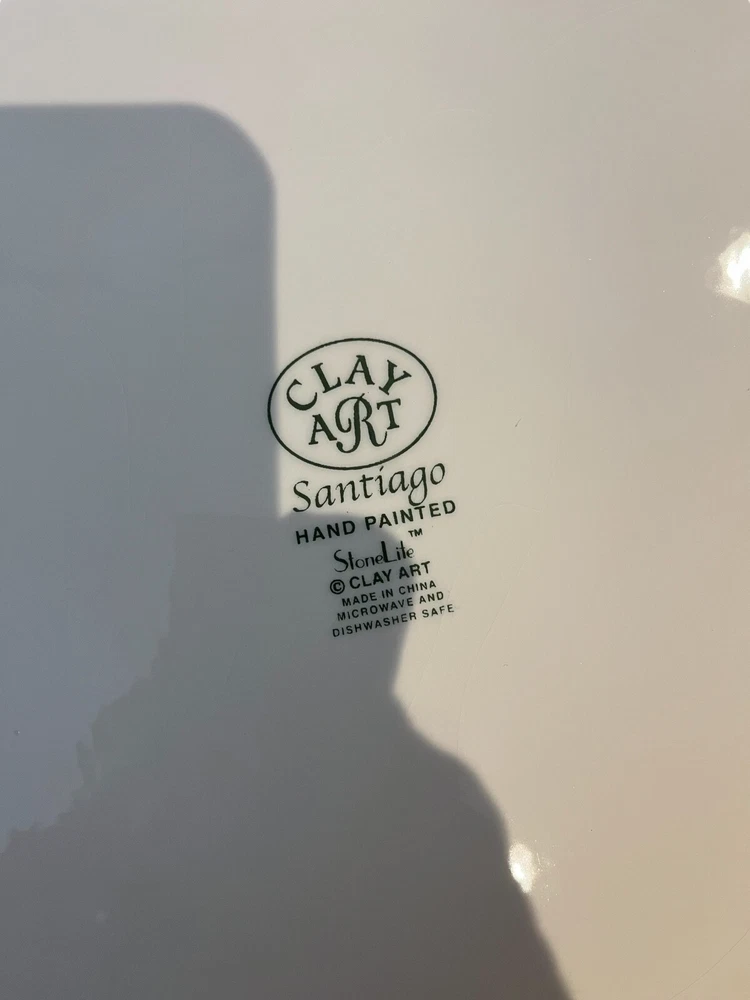 CLAY
ART
Santiago
HAND PAINTED
StoneLite™
© CLAY ART
MADE IN CHINA
MICROWAVE AND
DISHWASHER SAFE